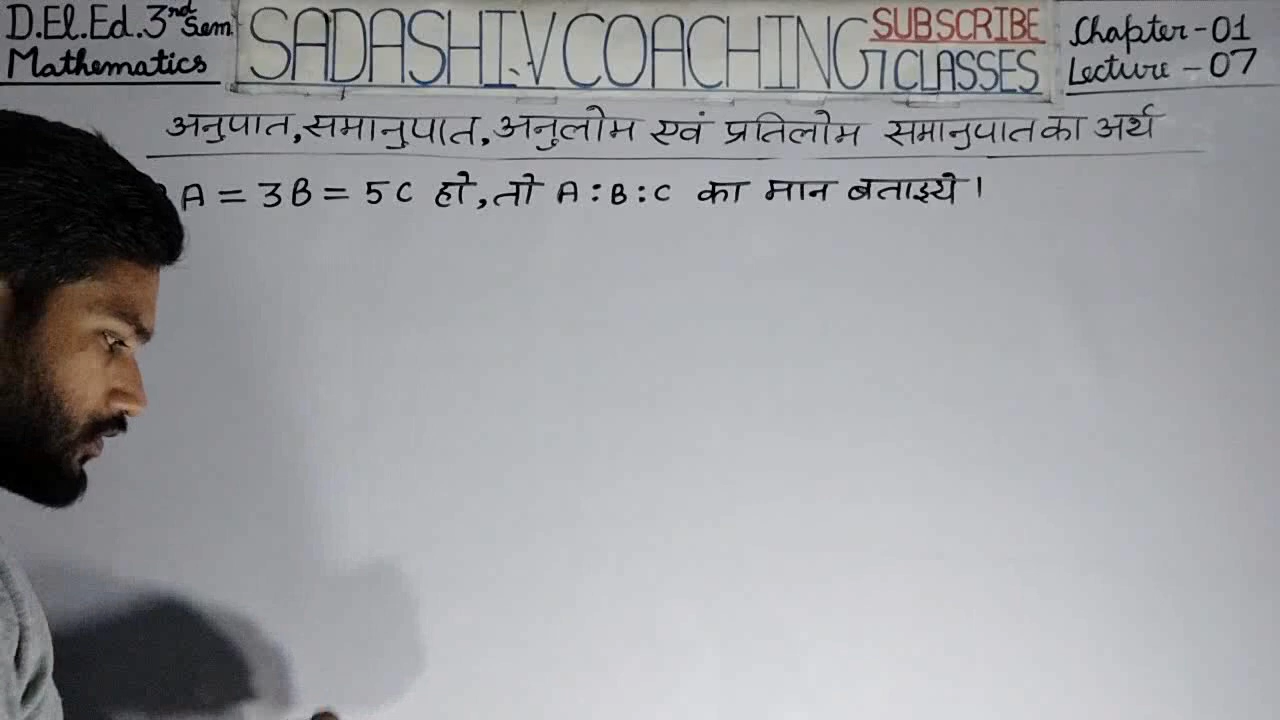 D.El.Ed. 3rd Sem
Mathematics
SADASHIV COACHING CLASSES
SUBSCRIBE
Chapter-01
Lecture-07
अनुपात, समानुपात, अनुलोम एवं प्रतिलोम समानुपात का अर्थ
A = 3B = 5C हो, तो A:B:C का मान बताइये।